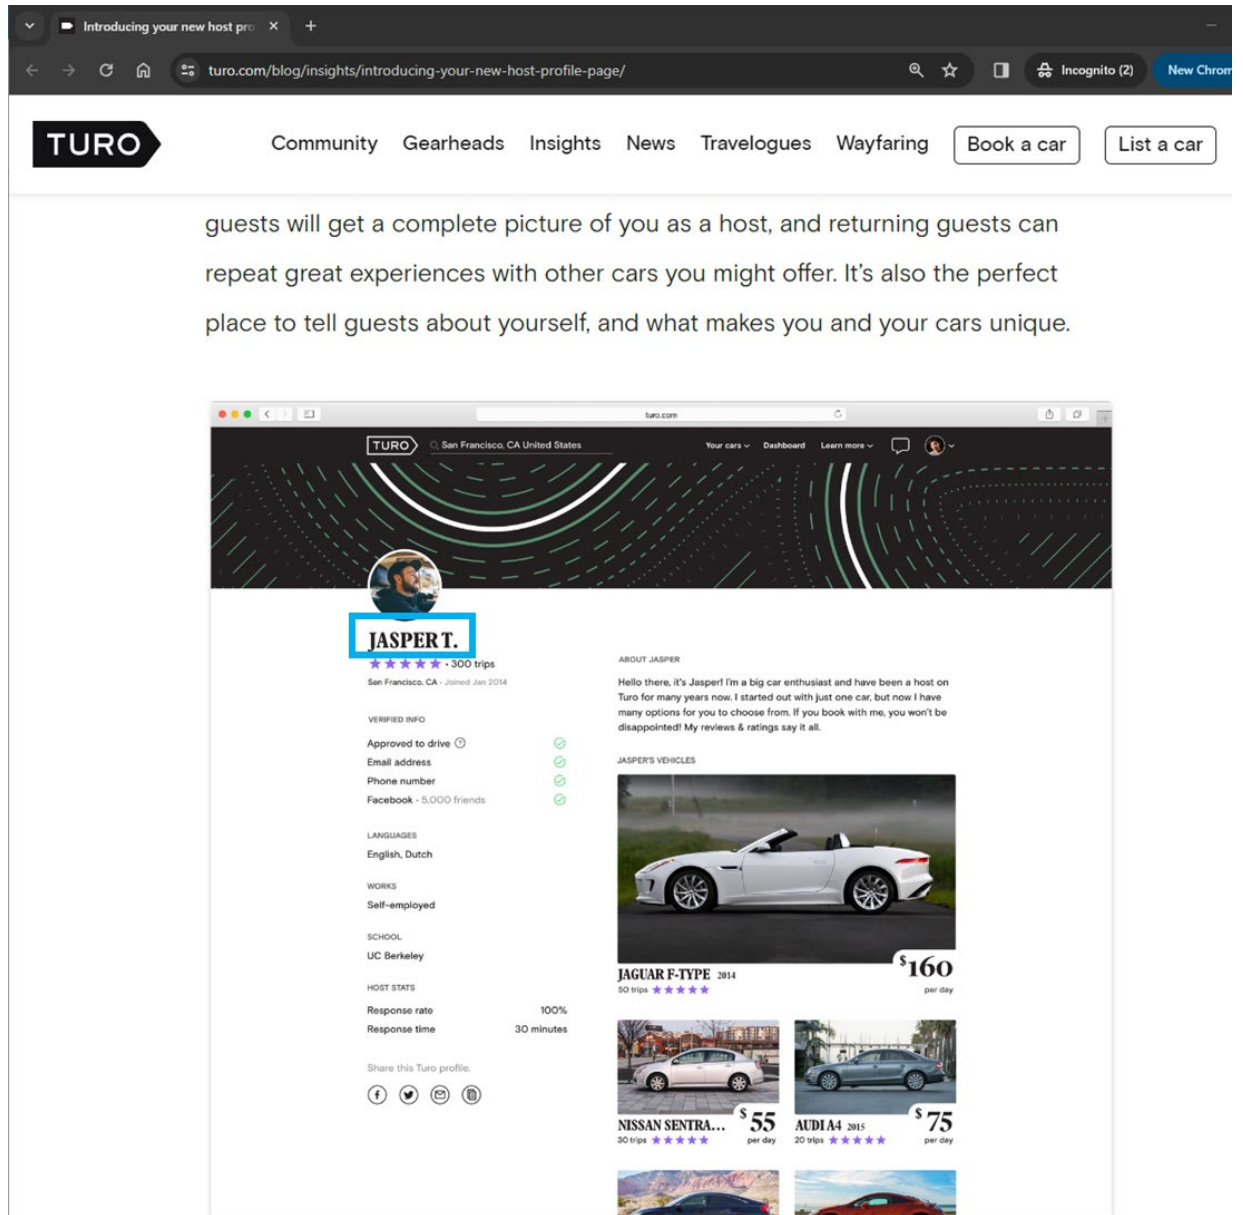 Introducing your new host pro
turo.com/blog/insights/introducing-your-new-host-profile-page/
Incognito (2)
New Chrom
TURO
Community
Gearheads
Insights
News
Travelogues
Wayfaring
Book a car
List a car
guests will get a complete picture of you as a host, and returning guests can
repeat great experiences with other cars you might offer. It's also the perfect
place to tell guests about yourself, and what makes you and your cars unique.
turo.com
TURO
San Francisco, CA United States
Your cars
Dashboard
Learn more
JASPER T.
• 300 trips
San Francisco, CA • Joined Jan 2014
VERIFIED INFO
Approved to drive ?
Email address
Phone number
Facebook • 5,000 friends
LANGUAGES
English, Dutch
WORKS
Self-employed
SCHOOL
UC Berkeley
HOST STATS
Response rate 100%
Response time 30 minutes
Share this Turo profile.
ABOUT JASPER
Hello there, it's Jasper! I'm a big car enthusiast and have been a host on
Turo for many years now. I started out with just one car, but now I have
many options for you to choose from. If you book with me, you won't be
disappointed! My reviews & ratings say it all.
JASPER'S VEHICLES
JAGUAR F-TYPE 2014
50 trips
$160
per day
NISSAN SENTRA...
30 trips
$55
per day
AUDI A4 2015
20 trips
$75
per day